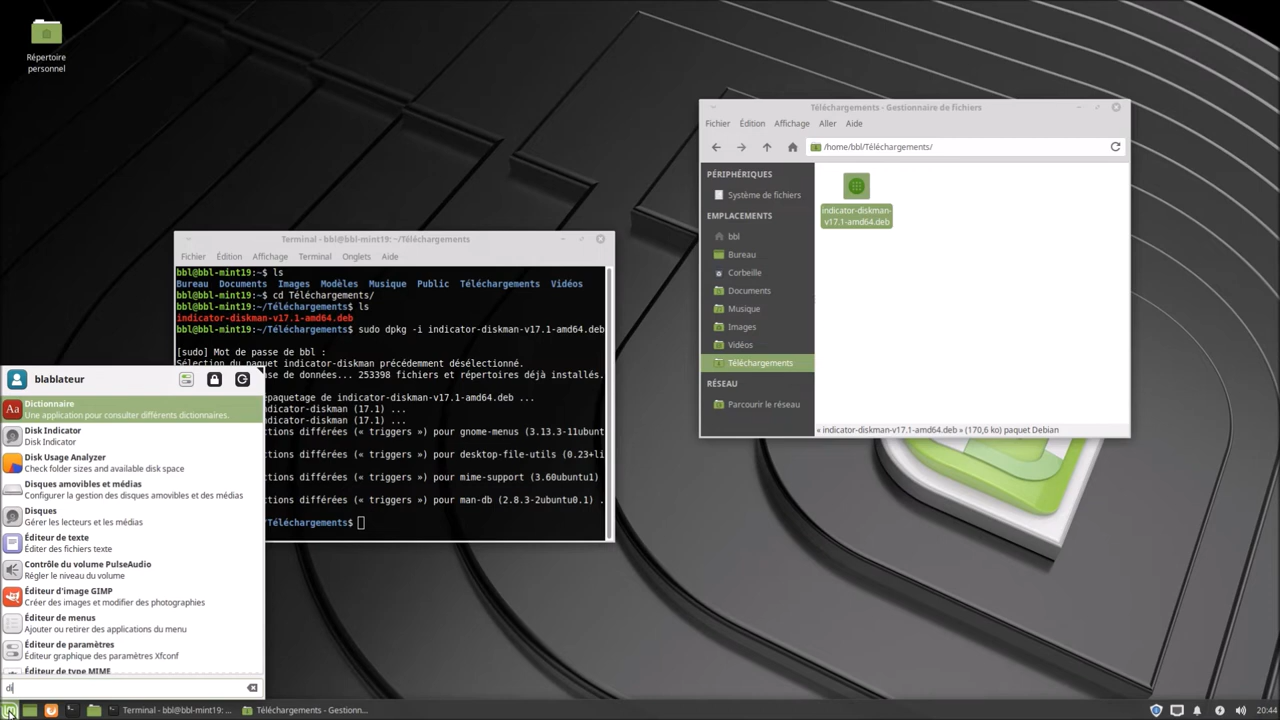 Répertoire
personnel
Téléchargements - Gestionnaire de fichiers
Fichier Édition Affichage Aller Aide
/home/bbl/Téléchargements/
PÉRIPHÉRIQUES
Système de fichiers
EMPLACEMENTS
bbl
Bureau
Corbeille
Documents
Musique
Images
Vidéos
Téléchargements
RÉSEAU
Parcourir le réseau
indicator-diskman-
v17.1-amd64.deb
« indicator-diskman-v17.1-amd64.deb » (170,6 ko) paquet Debian
Terminal - bbl@bbl-mint19: ~/Téléchargements
Fichier Édition Affichage Terminal Onglets Aide
bbl@bbl-mint19:~$ ls
Bureau Documents Images Modèles Musique Public Téléchargements Vidéos
bbl@bbl-mint19:~$ cd Téléchargements/
bbl@bbl-mint19:~/Téléchargements$ ls
indicator-diskman-v17.1-amd64.deb
bbl@bbl-mint19:~/Téléchargements$ sudo dpkg -i indicator-diskman-v17.1-amd64.deb
[sudo] Mot de passe de bbl :
Sélection du paquet indicator-diskman précédemment désélectionné.
se de données... 253398 fichiers et répertoires déjà installés.
epaquetage de indicator-diskman-v17.1-amd64.deb ...
ndicator-diskman (17.1) ...
ndicator-diskman (17.1) ...
ctions différées (« triggers ») pour gnome-menus (3.13.3-11ubunt
ctions différées (« triggers ») pour desktop-file-utils (0.23+li
ctions différées (« triggers ») pour mime-support (3.60ubuntu1)
ctions différées (« triggers ») pour man-db (2.8.3-2ubuntu0.1) .
/Téléchargements$
blablateur
Dictionnaire
Une application pour consulter différents dictionnaires.
Disk Indicator
Disk Indicator
Disk Usage Analyzer
Check folder sizes and available disk space
Disques amovibles et médias
Configurer la gestion des disques amovibles et des médias
Disques
Gérer les lecteurs et les médias
Éditeur de texte
Éditer des fichiers texte
Contrôle du volume PulseAudio
Régler le niveau du volume
Éditeur d'image GIMP
Créer des images et modifier des photographies
Éditeur de menus
Ajouter ou retirer des applications du menu
Éditeur de paramètres
Éditeur graphique des paramètres Xfconf
Éditeur de type MIME
di
Terminal - bbl@bbl-mint19: ... Téléchargements - Gestionn... 20:44